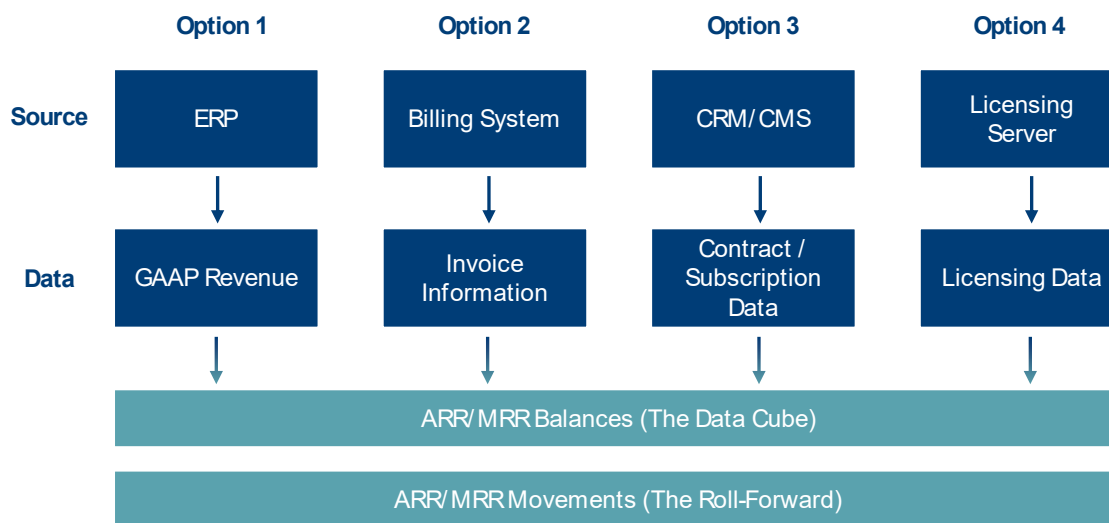 Option 1
Option 2
Option 3
Option 4
Source
ERP
Billing System
CRM/ CMS
Licensing
Server
Data
GAAP Revenue
Invoice
Information
Contract /
Subscription
Data
Licensing Data
ARR/ MRR Balances (The Data Cube)
ARR/ MRR Movements (The Roll-Forward)